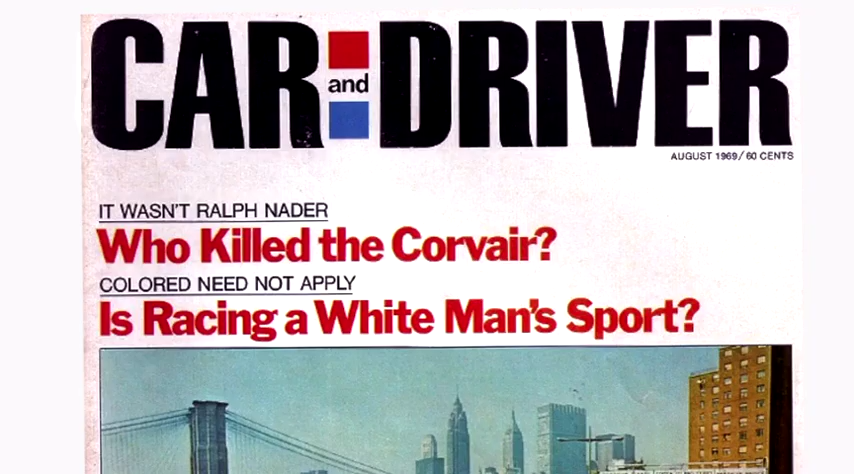 CAR and DRIVER
AUGUST 1969/60 CENTS
IT WASN'T RALPH NADER
Who Killed the Corvair?
COLORED NEED NOT APPLY
Is Racing a White Man's Sport?